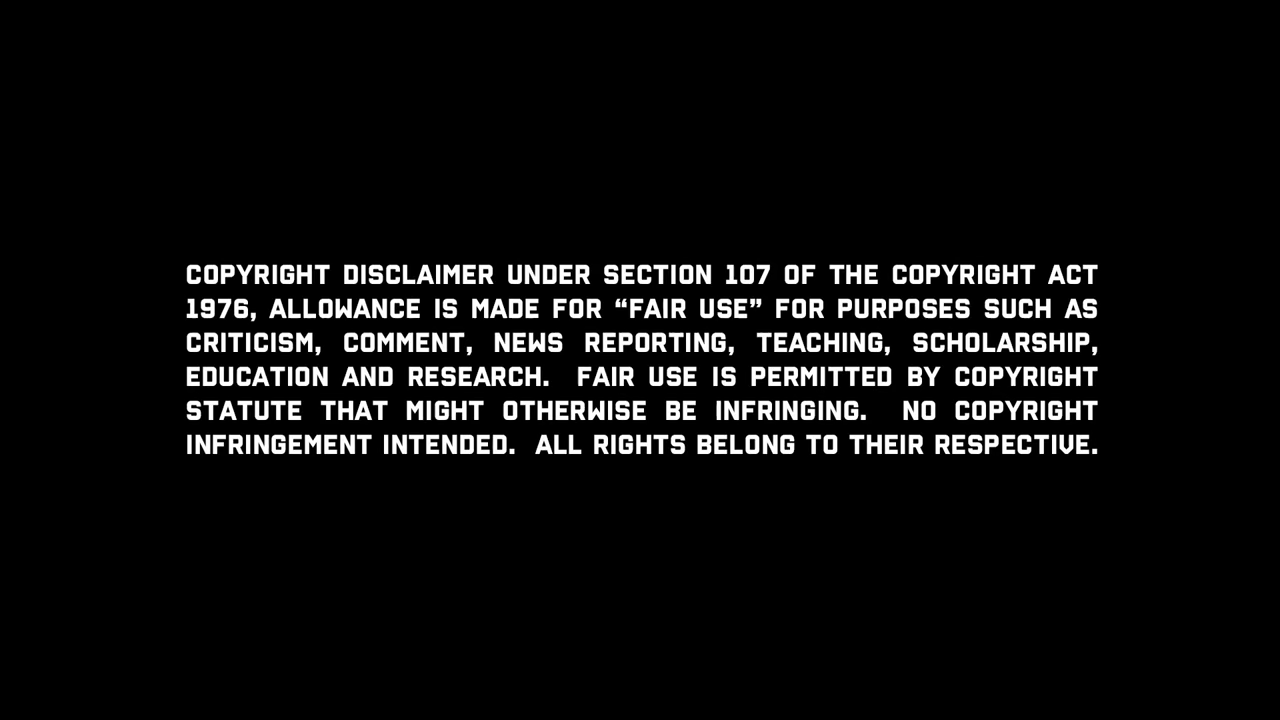 COPYRIGHT DISCLAIMER UNDER SECTION 107 OF THE COPYRIGHT ACT
1976, ALLOWANCE IS MADE FOR “FAIR USE” FOR PURPOSES SUCH AS
CRITICISM, COMMENT, NEWS REPORTING, TEACHING, SCHOLARSHIP,
EDUCATION AND RESEARCH.  FAIR USE IS PERMITTED BY COPYRIGHT
STATUTE THAT MIGHT OTHERWISE BE INFRINGING.  NO COPYRIGHT
INFRINGEMENT INTENDED.  ALL RIGHTS BELONG TO THEIR RESPECTIVE.